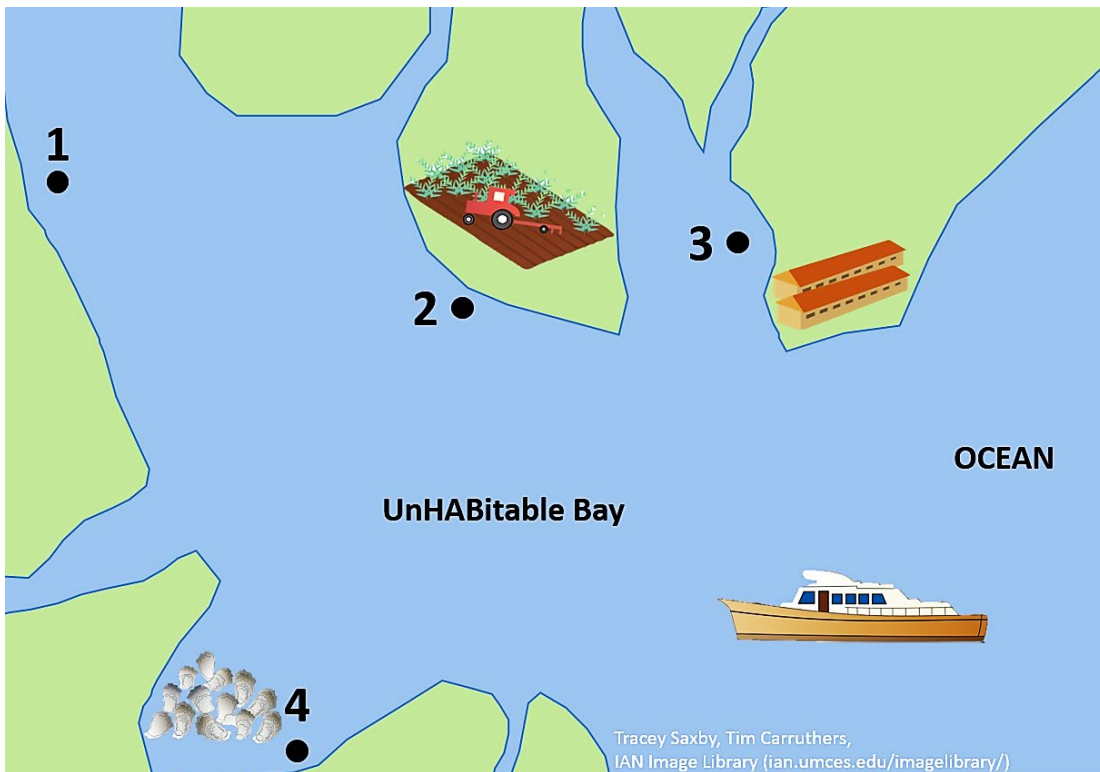 1
2
3
OCEAN
UnHABitable Bay
4
Tracey Saxby, Tim Carruthers,
IAN Image Library (ian.umces.edu/imagelibrary/)